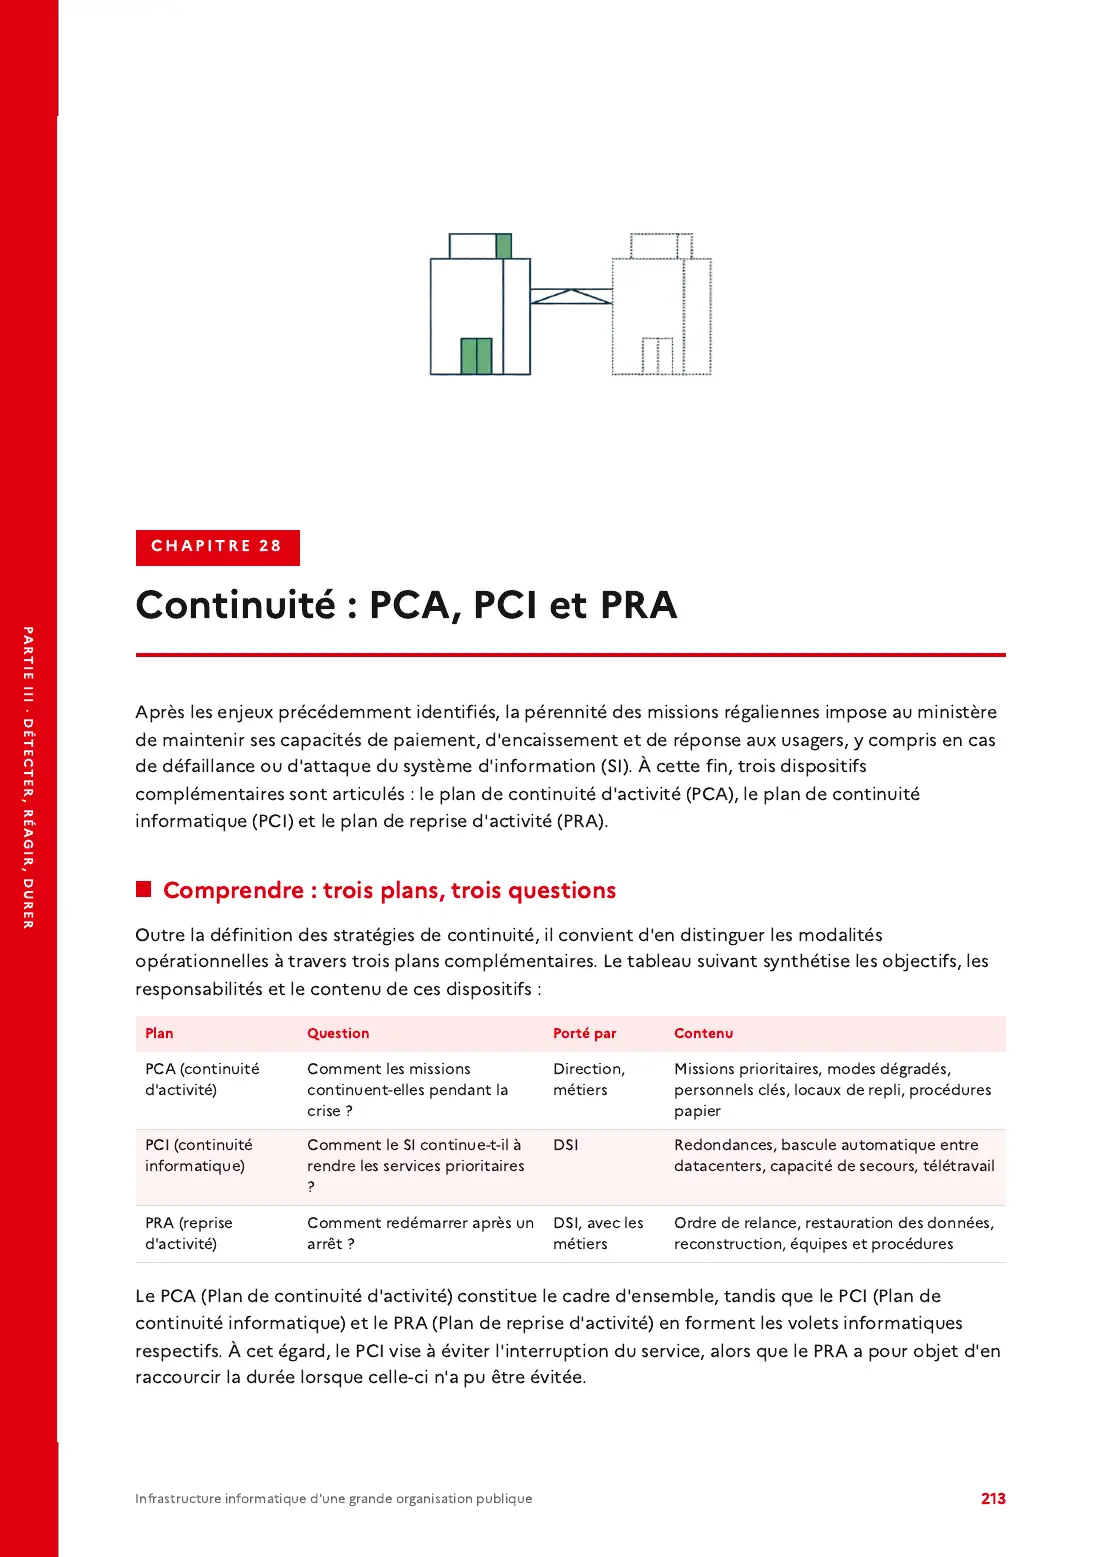 PARTIE III · DÉTECTER, RÉAGIR, DURER
CHAPITRE 28
Continuité : PCA, PCI et PRA
Après les enjeux précédemment identifiés, la pérennité des missions régaliennes impose au ministère
de maintenir ses capacités de paiement, d'encaissement et de réponse aux usagers, y compris en cas
de défaillance ou d'attaque du système d'information (SI). À cette fin, trois dispositifs
complémentaires sont articulés : le plan de continuité d'activité (PCA), le plan de continuité
informatique (PCI) et le plan de reprise d'activité (PRA).
Comprendre : trois plans, trois questions
Outre la définition des stratégies de continuité, il convient d'en distinguer les modalités
opérationnelles à travers trois plans complémentaires. Le tableau suivant synthétise les objectifs, les
responsabilités et le contenu de ces dispositifs :
Plan Question Porté par Contenu
PCA (continuité Comment les missions Direction, Missions prioritaires, modes dégradés,
d'activité) continuent-elles pendant la métiers personnels clés, locaux de repli, procédures
crise ? papier
PCI (continuité Comment le SI continue-t-il à DSI Redondances, bascule automatique entre
informatique) rendre les services prioritaires datacenters, capacité de secours, télétravail
?
PRA (reprise Comment redémarrer après un DSI, avec les Ordre de relance, restauration des données,
d'activité) arrêt ? métiers reconstruction, équipes et procédures
Le PCA (Plan de continuité d'activité) constitue le cadre d'ensemble, tandis que le PCI (Plan de
continuité informatique) et le PRA (Plan de reprise d'activité) en forment les volets informatiques
respectifs. À cet égard, le PCI vise à éviter l'interruption du service, alors que le PRA a pour objet d'en
raccourcir la durée lorsque celle-ci n'a pu être évitée.
Infrastructure informatique d'une grande organisation publique 213